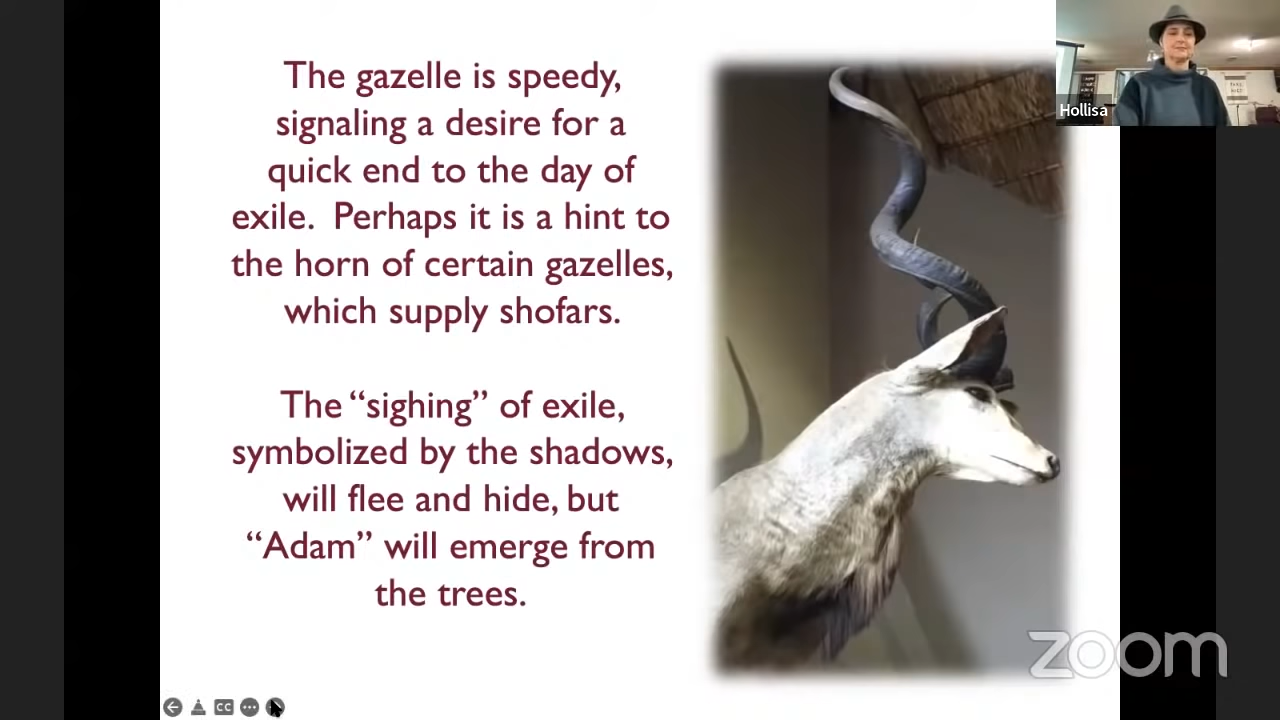 The gazelle is speedy,
signaling a desire for a
quick end to the day of
exile.  Perhaps it is a hint to
the horn of certain gazelles,
which supply shofars.
The “sighing” of exile,
symbolized by the shadows,
will flee and hide, but
“Adam” will emerge from
the trees.
Hollisa
zoom
CC